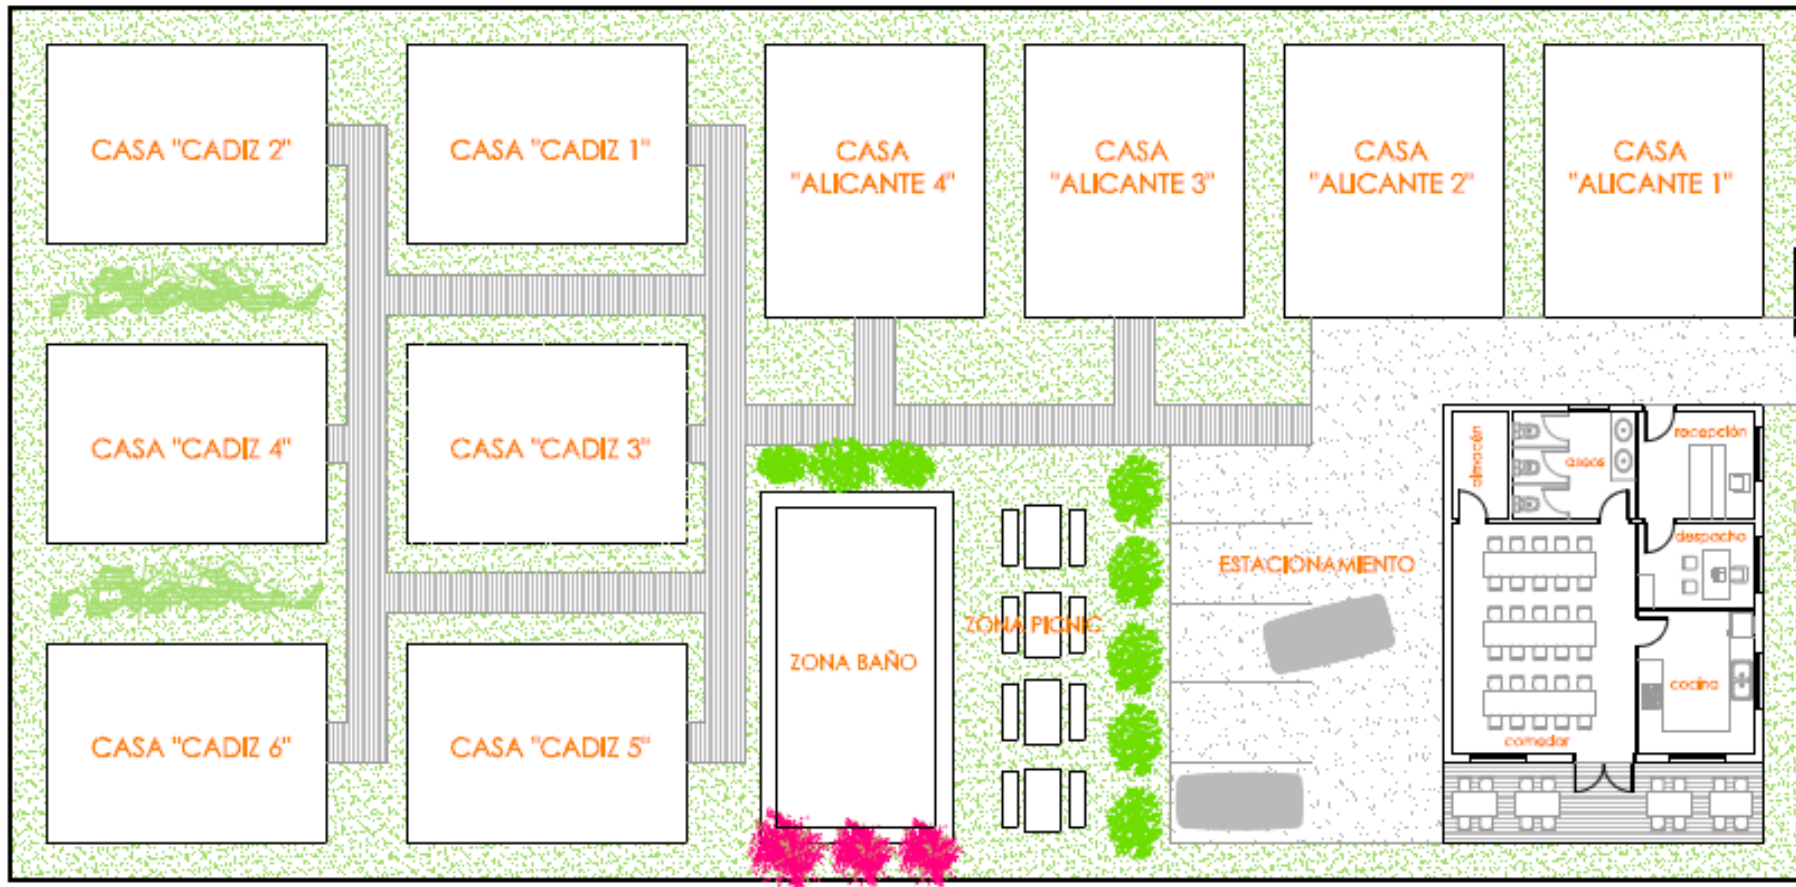 CASA "CADIZ 2"
CASA "CADIZ 1"
CASA
"ALICANTE 4"
CASA
"ALICANTE 3"
CASA
"ALICANTE 2"
CASA
"ALICANTE 1"
CASA "CADIZ 4"
CASA "CADIZ 3"
almacén
aseos
recepción
despacho
ESTACIONAMIENTO
ZONA PICNIC
ZONA BAÑO
cocina
comedor
CASA "CADIZ 6"
CASA "CADIZ 5"